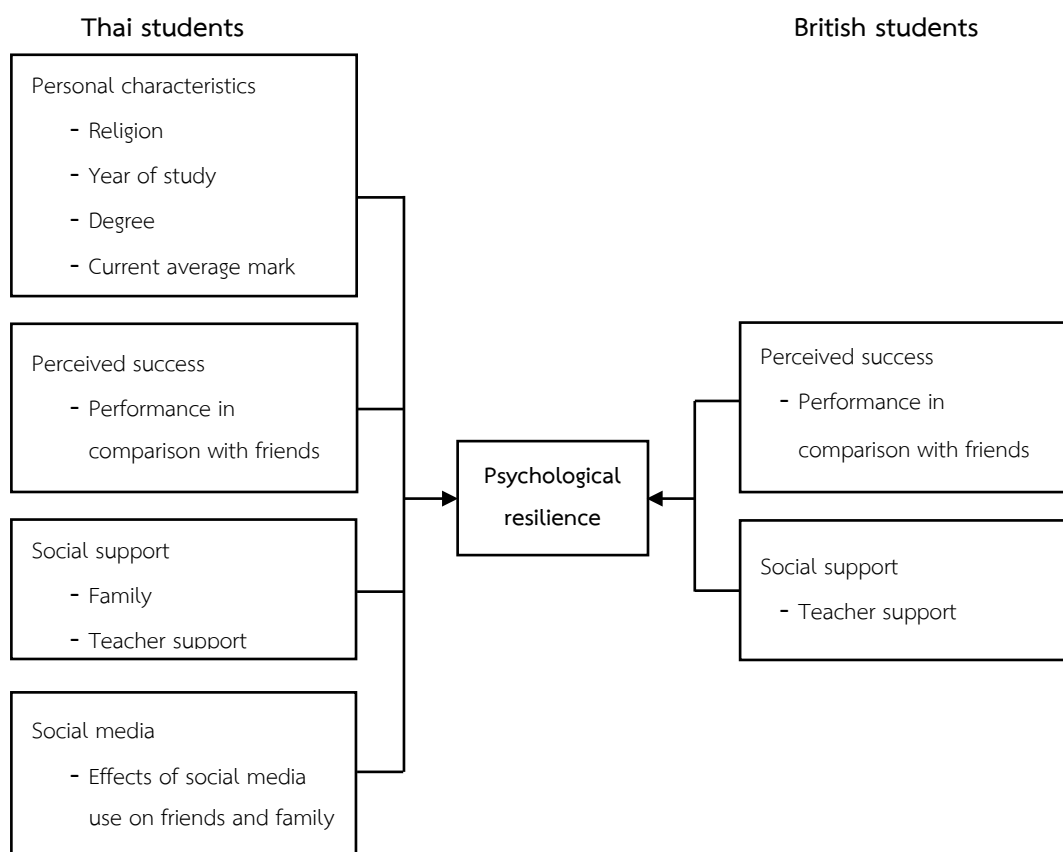 Thai students
Personal characteristics
- Religion
- Year of study
- Degree
- Current average mark
Perceived success
- Performance in
comparison with friends
Social support
- Family
- Teacher support
Social media
- Effects of social media
use on friends and family
Psychological
resilience
British students
Perceived success
- Performance in
comparison with friends
Social support
- Teacher support